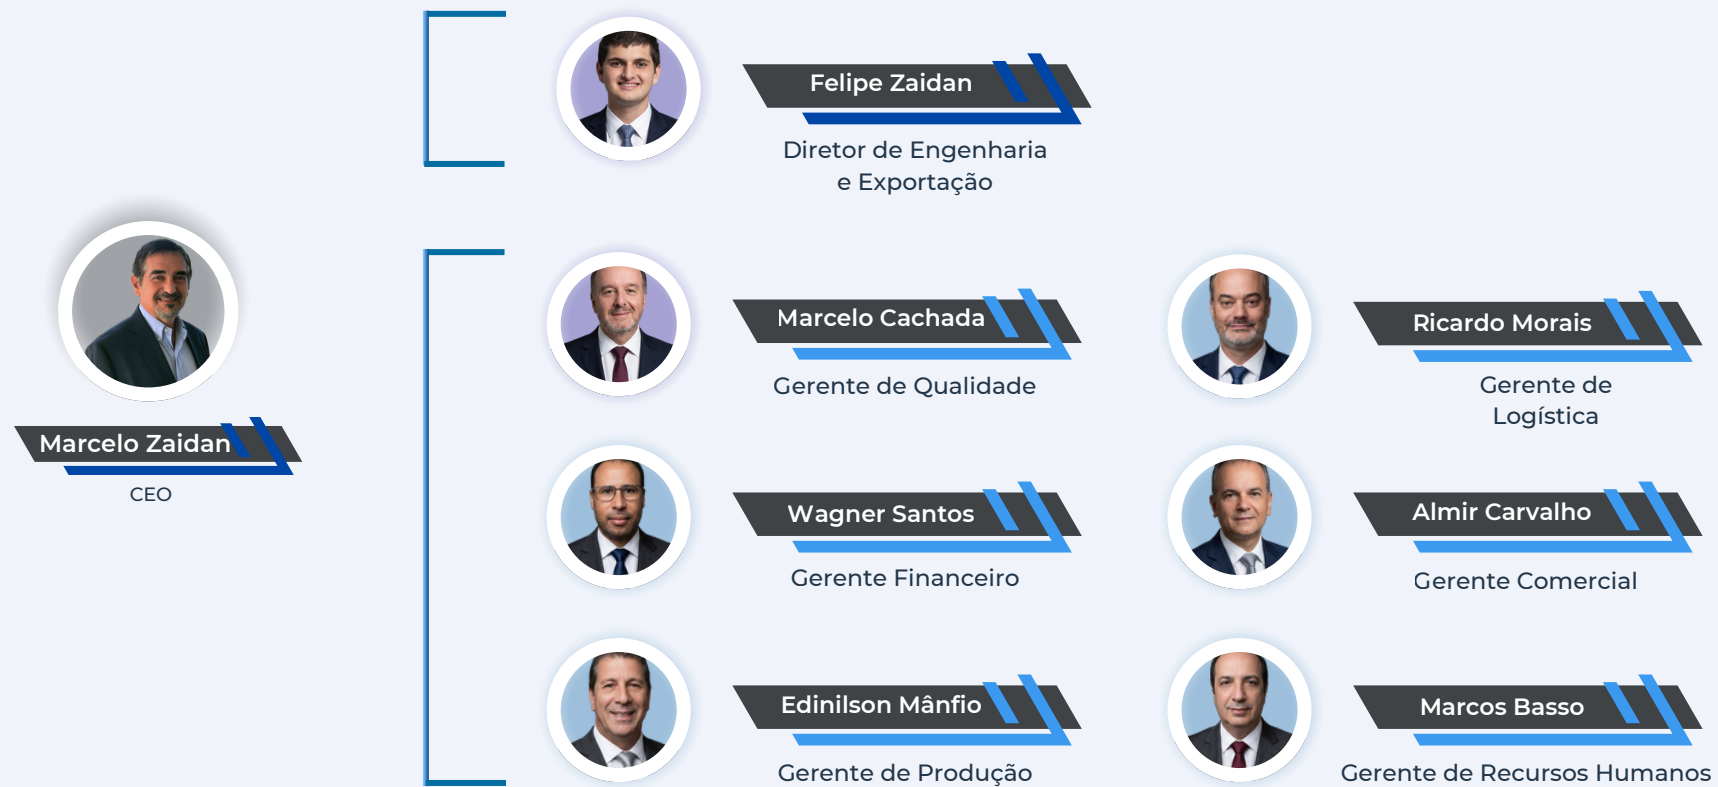 Felipe Zaidan
Diretor de Engenharia
e Exportação
Marcelo Zaidan
CEO
Marcelo Cachada
Gerente de Qualidade
Ricardo Morais
Gerente de
Logística
Wagner Santos
Gerente Financeiro
Almir Carvalho
Gerente Comercial
Edinilson Mânfio
Gerente de Produção
Marcos Basso
Gerente de Recursos Humanos